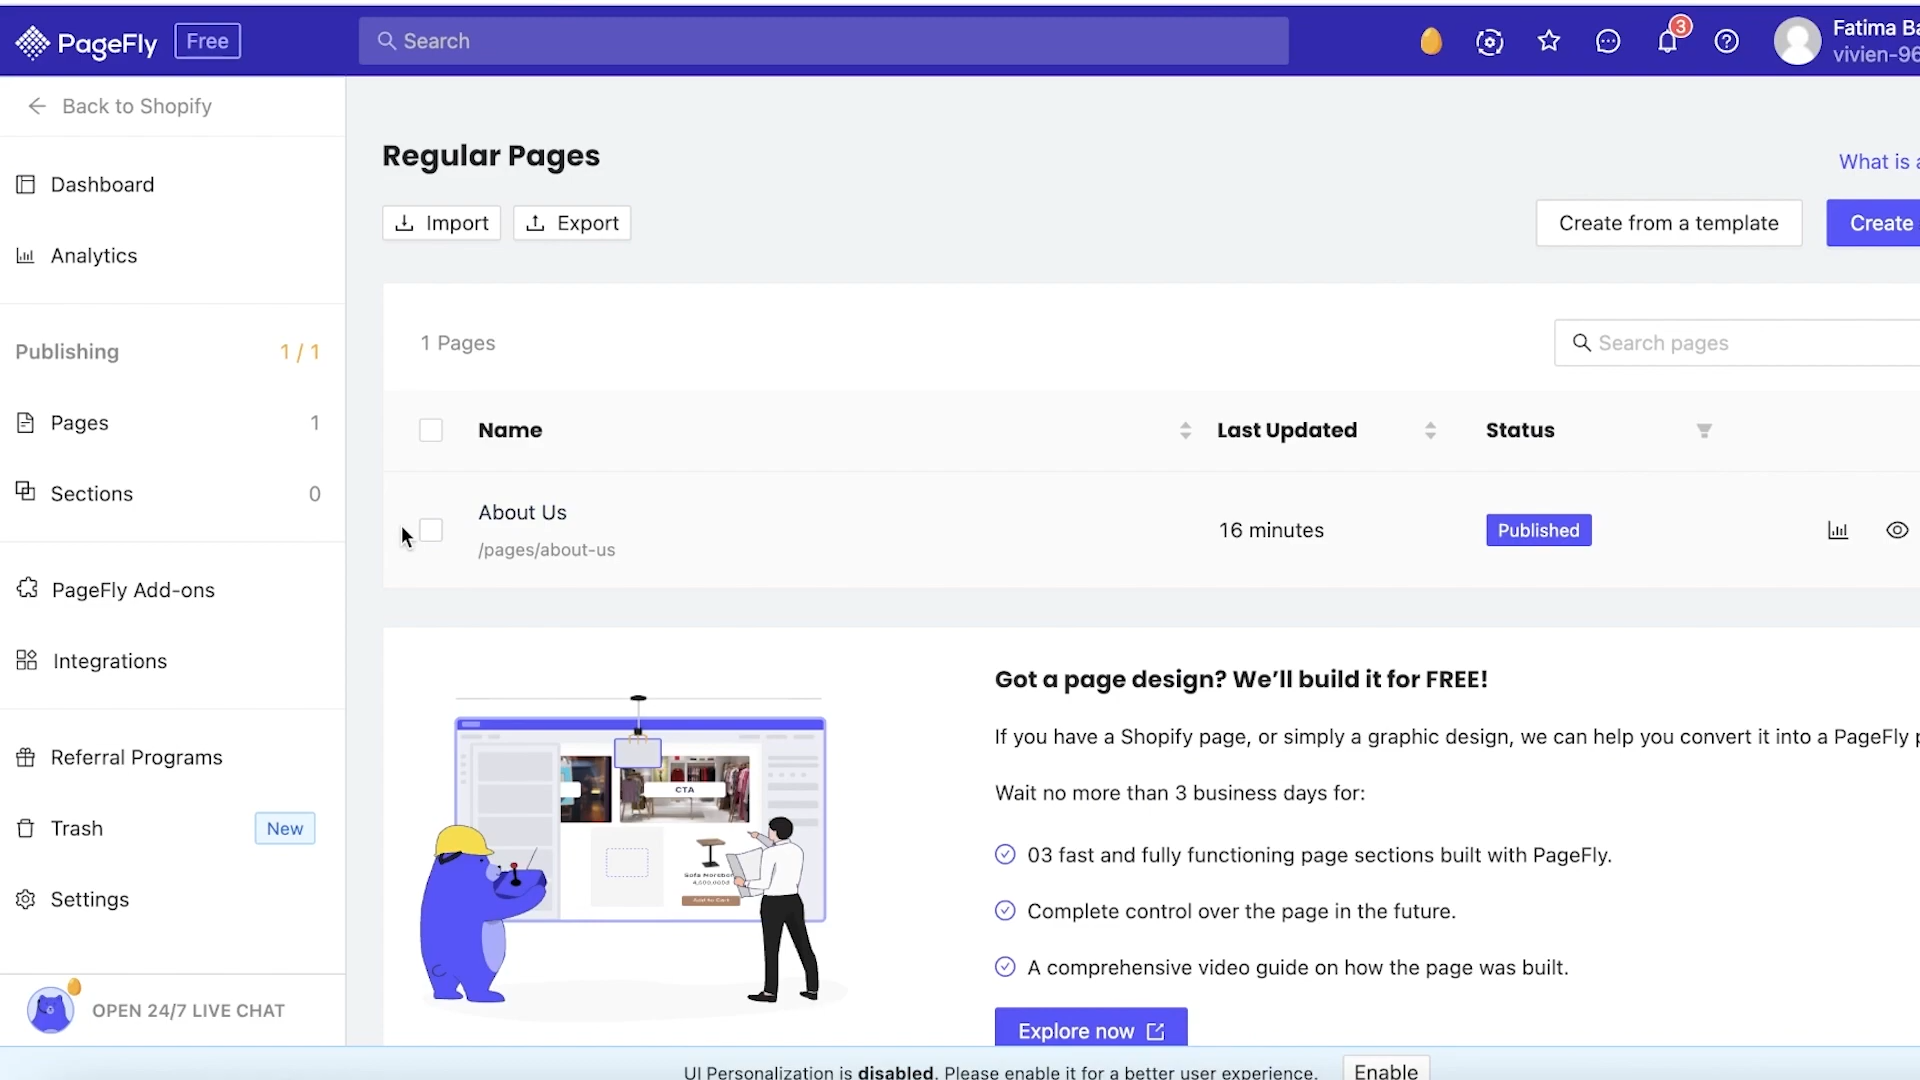 PageFly Free
Search
3
Fatima Ba
vivien-96
Back to Shopify
Dashboard
Analytics
Publishing 1 / 1
Pages 1
Sections 0
PageFly Add-ons
Integrations
Referral Programs
Trash New
Settings
OPEN 24/7 LIVE CHAT
Regular Pages
What is a
Import Export
Create from a template Create
1 Pages
Search pages
Name Last Updated Status
About Us
/pages/about-us
16 minutes
Published
CTA
Add to Cart
Got a page design? We’ll build it for FREE!
If you have a Shopify page, or simply a graphic design, we can help you convert it into a PageFly p
Wait no more than 3 business days for:
03 fast and fully functioning page sections built with PageFly.
Complete control over the page in the future.
A comprehensive video guide on how the page was built.
Explore now
UI Personalization is disabled. Please enable it for a better user experience. Enable